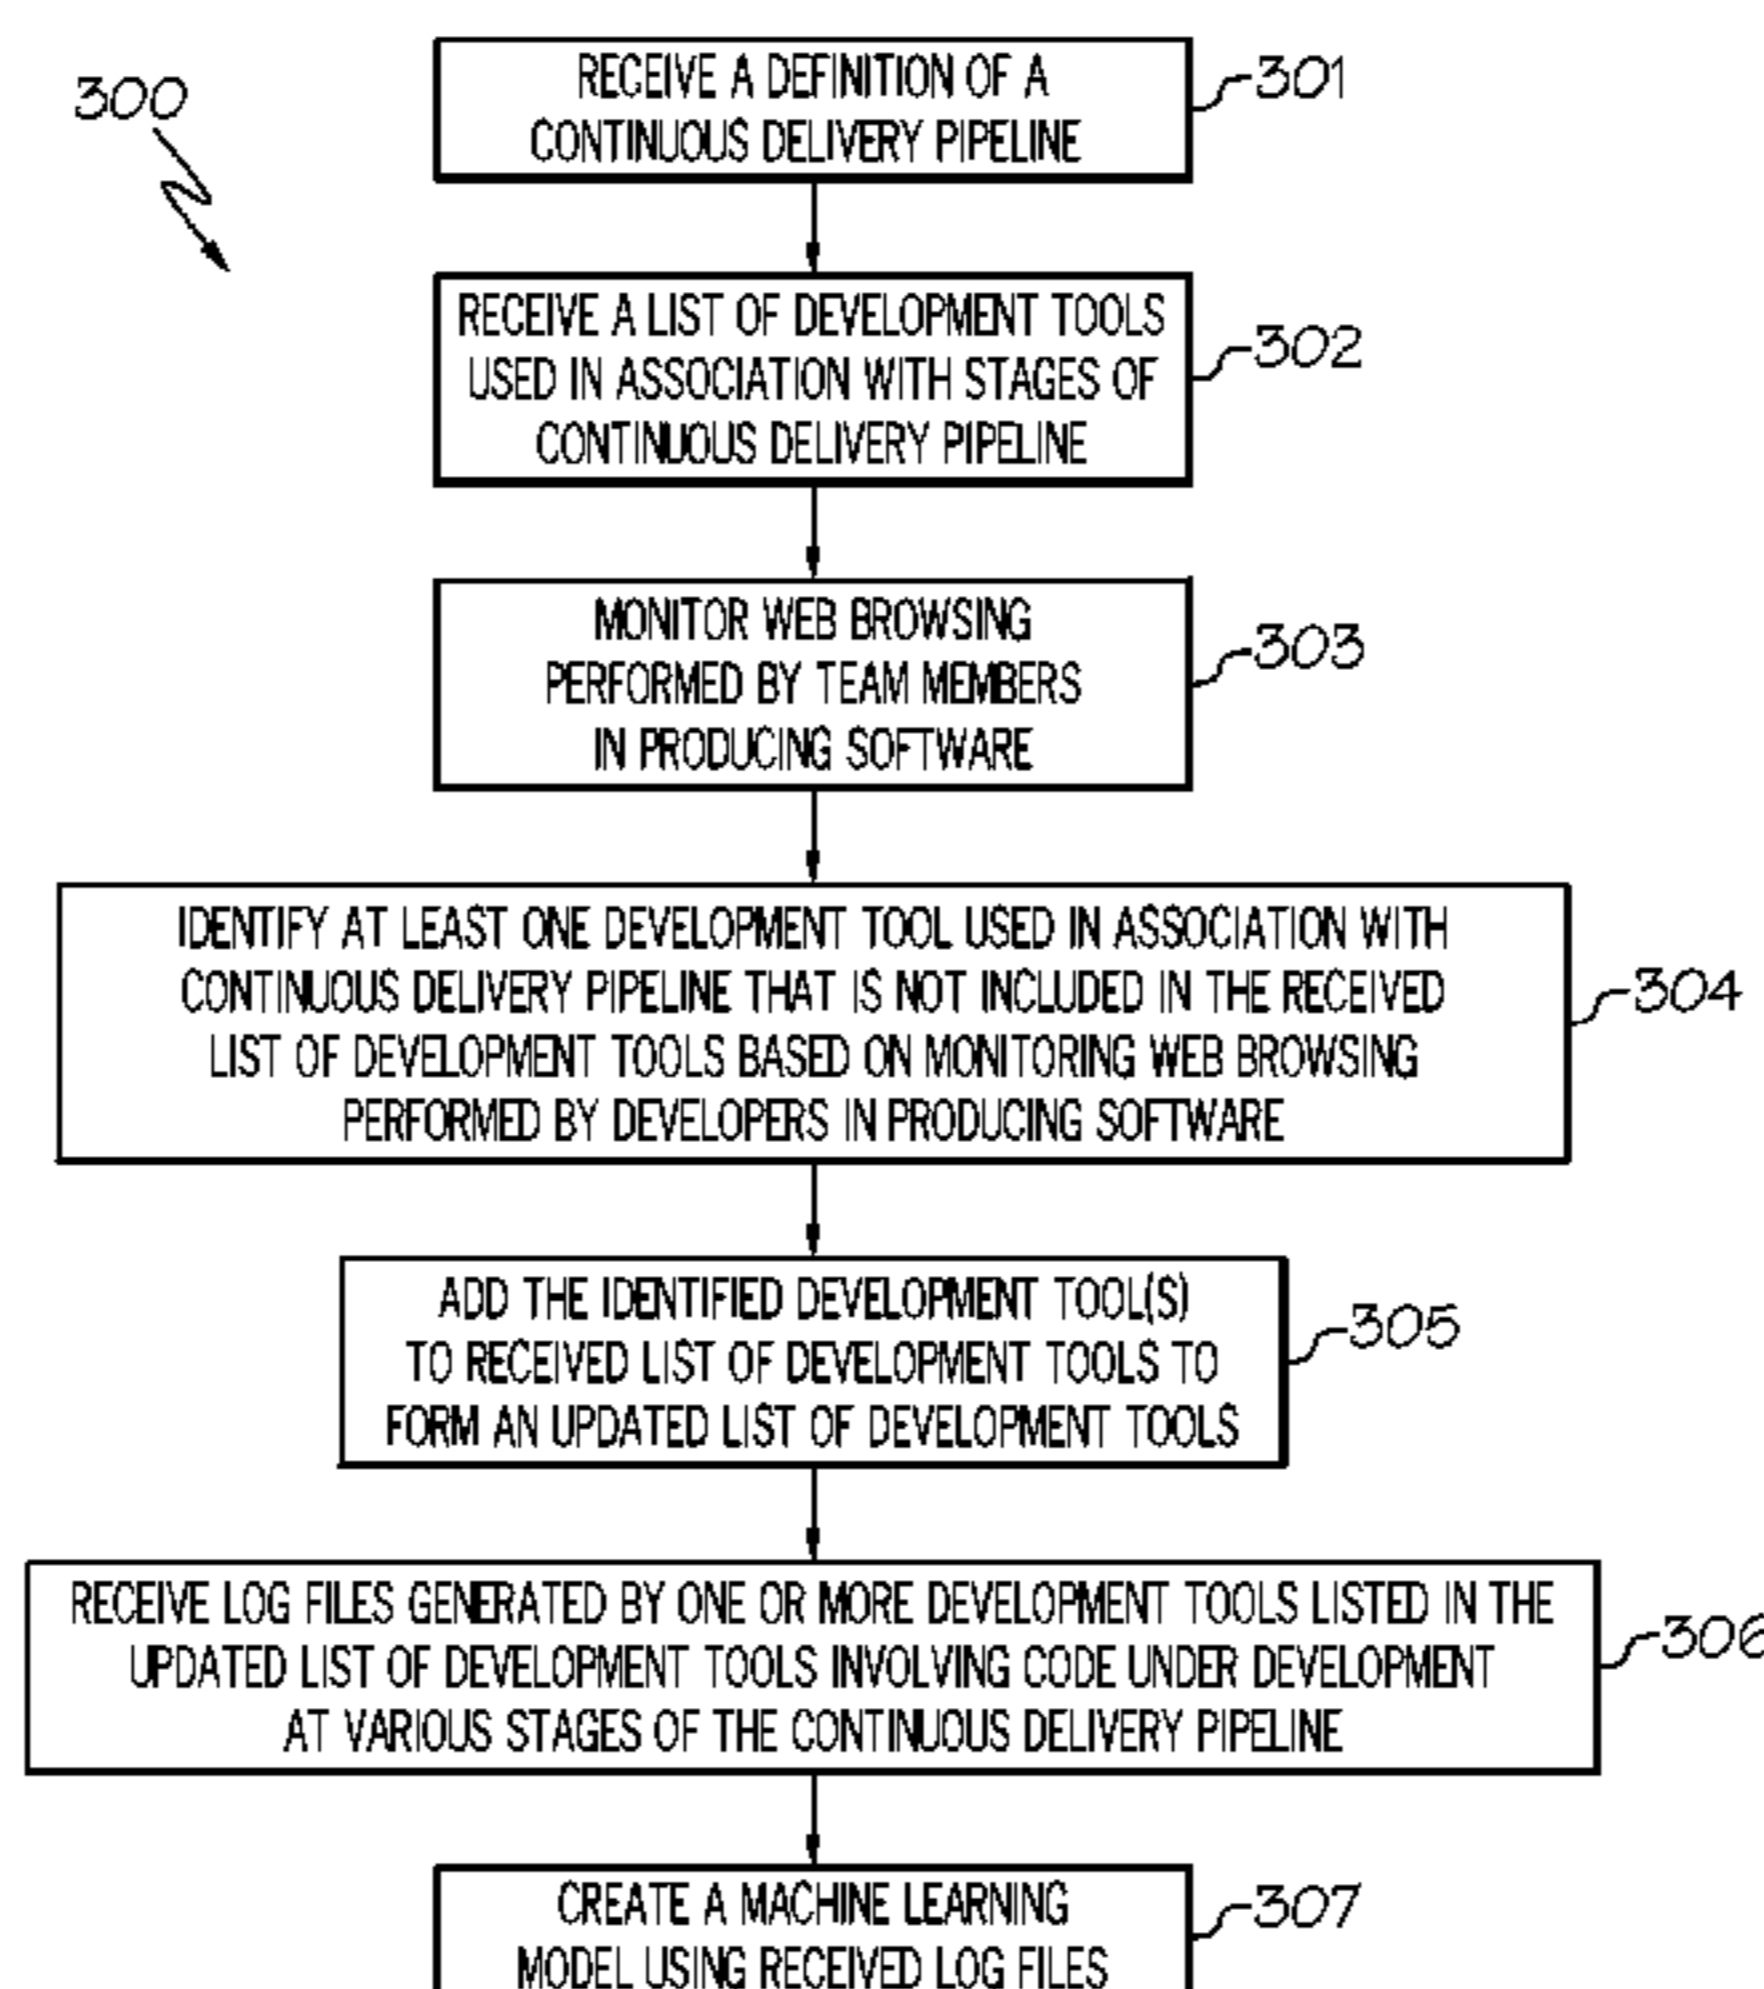 300
RECEIVE A DEFINITION OF A
CONTINUOUS DELIVERY PIPELINE
301
RECEIVE A LIST OF DEVELOPMENT TOOLS
USED IN ASSOCIATION WITH STAGES OF
CONTINUOUS DELIVERY PIPELINE
302
MONITOR WEB BROWSING
PERFORMED BY TEAM MEMBERS
IN PRODUCING SOFTWARE
303
IDENTIFY AT LEAST ONE DEVELOPMENT TOOL USED IN ASSOCIATION WITH
CONTINUOUS DELIVERY PIPELINE THAT IS NOT INCLUDED IN THE RECEIVED
LIST OF DEVELOPMENT TOOLS BASED ON MONITORING WEB BROWSING
PERFORMED BY DEVELOPERS IN PRODUCING SOFTWARE
304
ADD THE IDENTIFIED DEVELOPMENT TOOL(S)
TO RECEIVED LIST OF DEVELOPMENT TOOLS TO
FORM AN UPDATED LIST OF DEVELOPMENT TOOLS
305
RECEIVE LOG FILES GENERATED BY ONE OR MORE DEVELOPMENT TOOLS LISTED IN THE
UPDATED LIST OF DEVELOPMENT TOOLS INVOLVING CODE UNDER DEVELOPMENT
AT VARIOUS STAGES OF THE CONTINUOUS DELIVERY PIPELINE
306
CREATE A MACHINE LEARNING
MODEL USING RECEIVED LOG FILES
307